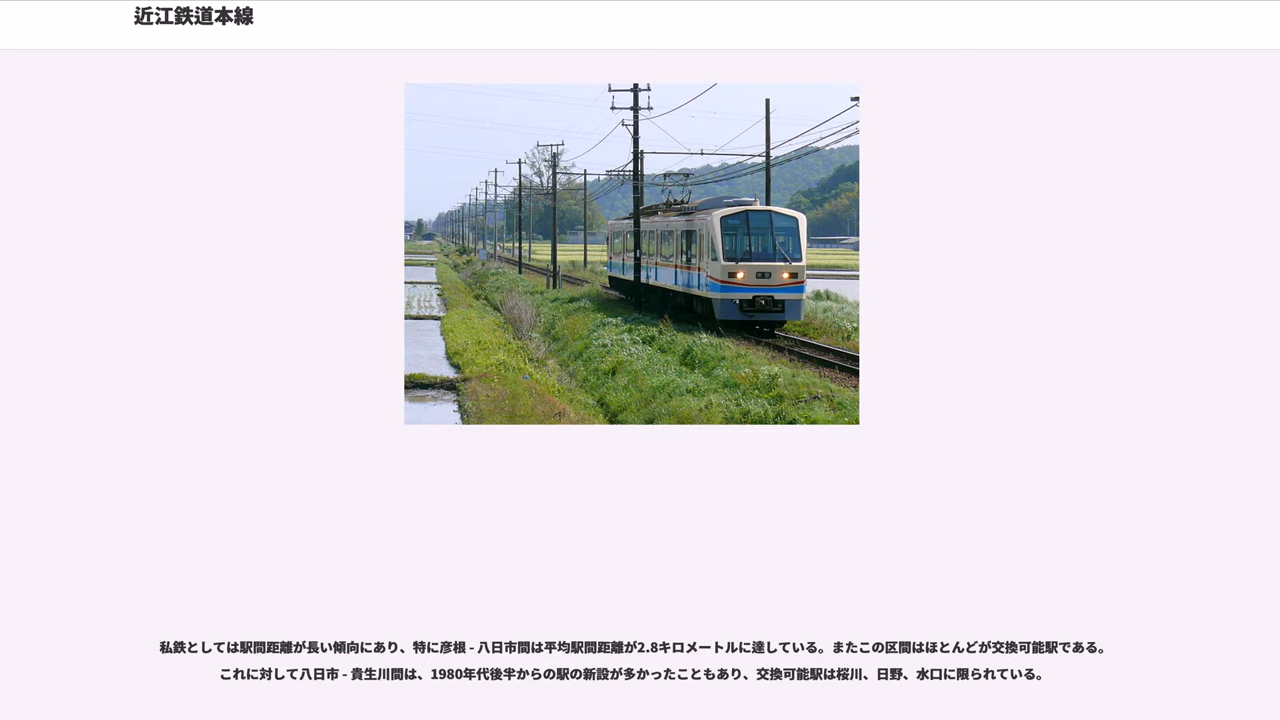 近江鉄道本線
私鉄としては駅間距離が長い傾向にあり、特に彦根 - 八日市間は平均駅間距離が2.8キロメートルに達している。またこの区間はほとんどが交換可能駅である。
これに対して八日市 - 貴生川間は、1980年代後半からの駅の新設が多かったこともあり、交換可能駅は桜川、日野、水口に限られている。